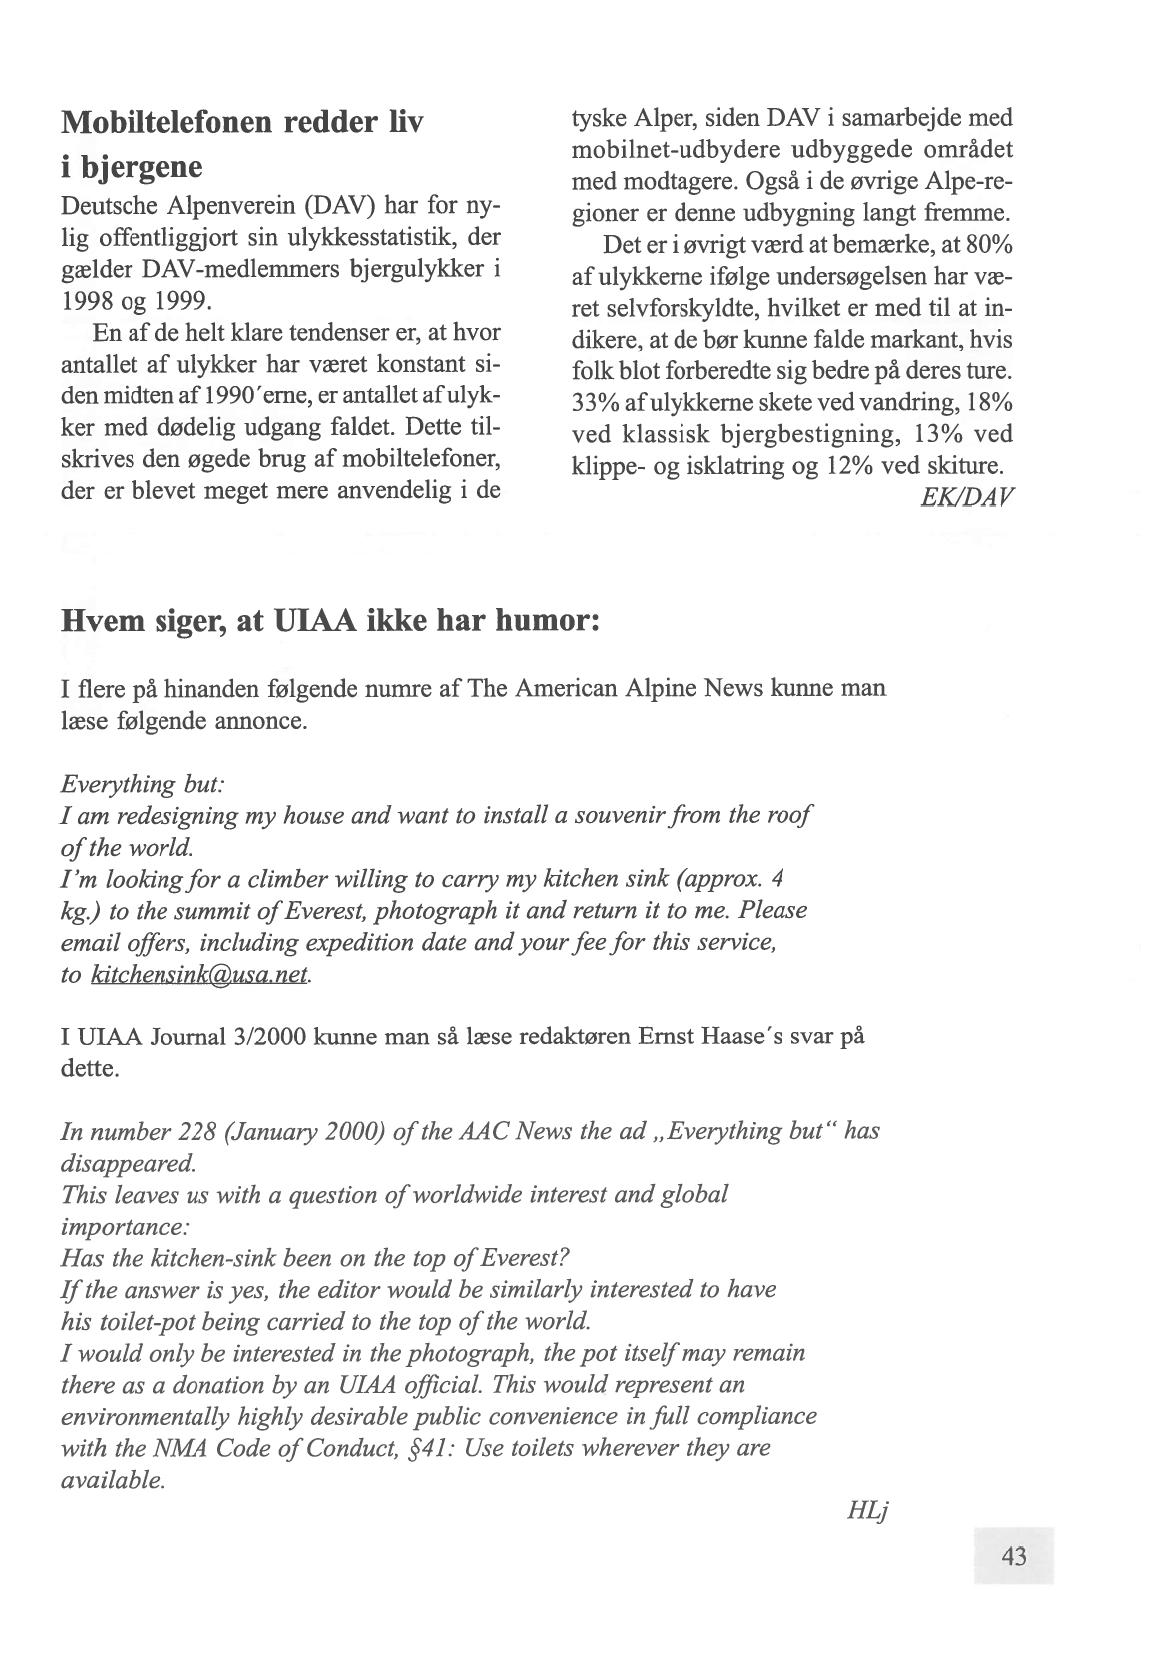 Mobiltelefonen redder liv
i bjergene
Deutsche Alpenverein (DAV) har for ny-
lig offentliggjort sin ulykkesstatistik, der
gælder DAV-medlemmers bjergulykker i
1998 og 1999.
En af de helt klare tendenser er, at hvor
antallet af ulykker har været konstant si-
den midten af 1990´erne, er antallet af ulyk-
ker med dødelig udgang faldet. Dette til-
skrives den øgede brug af mobiltelefoner,
der er blevet meget mere anvendelig i de
tyske Alper, siden DAV i samarbejde med
mobilnet-udbydere udbyggede området
med modtagere. Også i de øvrige Alpe-re-
gioner er denne udbygning langt fremme.
Det er i øvrigt værd at bemærke, at 80%
af ulykkerne ifølge undersøgelsen har væ-
ret selvforskyldte, hvilket er med til at in-
dikere, at de bør kunne falde markant, hvis
folk blot forberedte sig bedre på deres ture.
33% af ulykkerne skete ved vandring, 18%
ved klassisk bjergbestigning, 13% ved
klippe- og isklatring og 12% ved skiture.
EK/DAV
Hvem siger, at UIAA ikke har humor:
I flere på hinanden følgende numre af The American Alpine News kunne man
læse følgende annonce.
Everything but:
I am redesigning my house and want to install a souvenir from the roof
of the world.
I'm looking for a climber willing to carry my kitchen sink (approx. 4
kg.) to the summit of Everest, photograph it and return it to me. Please
email offers, including expedition date and your fee for this service,
to kitchensink@usa.net.
I UIAA Journal 3/2000 kunne man så læse redaktøren Ernst Haase´s svar på
dette.
In number 228 (January 2000) of the AAC News the ad „Everything but“ has
disappeared.
This leaves us with a question of worldwide interest and global
importance:
Has the kitchen-sink been on the top of Everest?
If the answer is yes, the editor would be similarly interested to have
his toilet-pot being carried to the top of the world.
I would only be interested in the photograph, the pot itself may remain
there as a donation by an UIAA official. This would represent an
environmentally highly desirable public convenience in full compliance
with the NMA Code of Conduct, §41: Use toilets wherever they are
available.
HLj
43